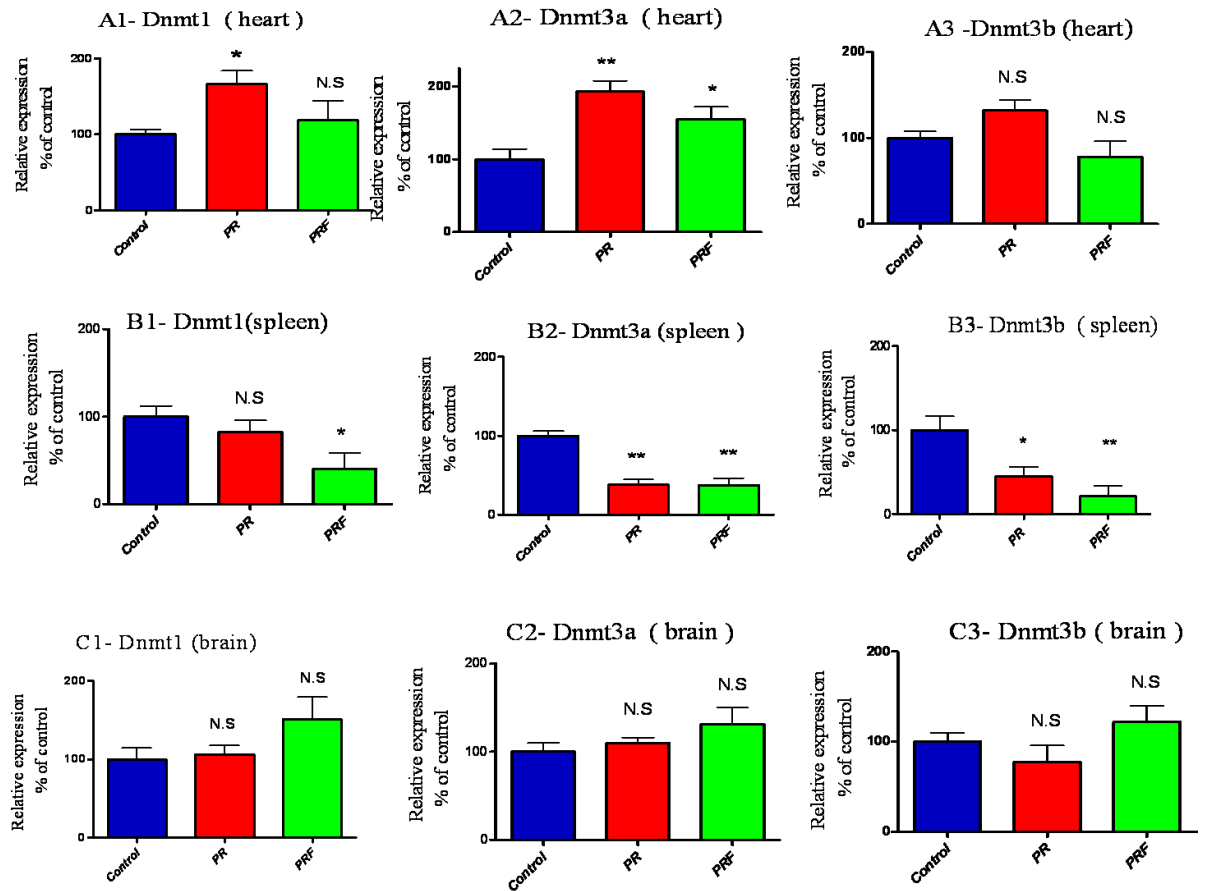 A1- Dnmt1 ( heart)
Relative expression
% of control
200
100
0
*
N.S
Control
PR
PRF
A2- Dnmt3a ( heart)
Relative expression
% of control
200
100
0
**
*
Control
PR
PRF
A3 -Dnmt3b (heart)
Relative expression
% of control
200
100
0
N.S
N.S
Control
PR
PRF
B1- Dnmt1(spleen)
Relative expression
% of control
200
100
0
N.S
*
Control
PR
PRF
B2- Dnmt3a (spleen )
Relative expression
% of control
200
100
0
**
**
Control
PR
PRF
B3- Dnmt3b ( spleen)
Relative expression
% of control
200
100
0
*
**
Control
PR
PRF
C1- Dnmt1 (brain)
Relative expression
% of control
200
100
0
N.S
N.S
Control
PR
PRF
C2- Dnmt3a ( brain )
Relative expression
% of control
200
100
0
N.S
N.S
Control
PR
PRF
C3- Dnmt3b ( brain )
Relative expression
% of control
200
100
0
N.S
N.S
Control
PR
PRF